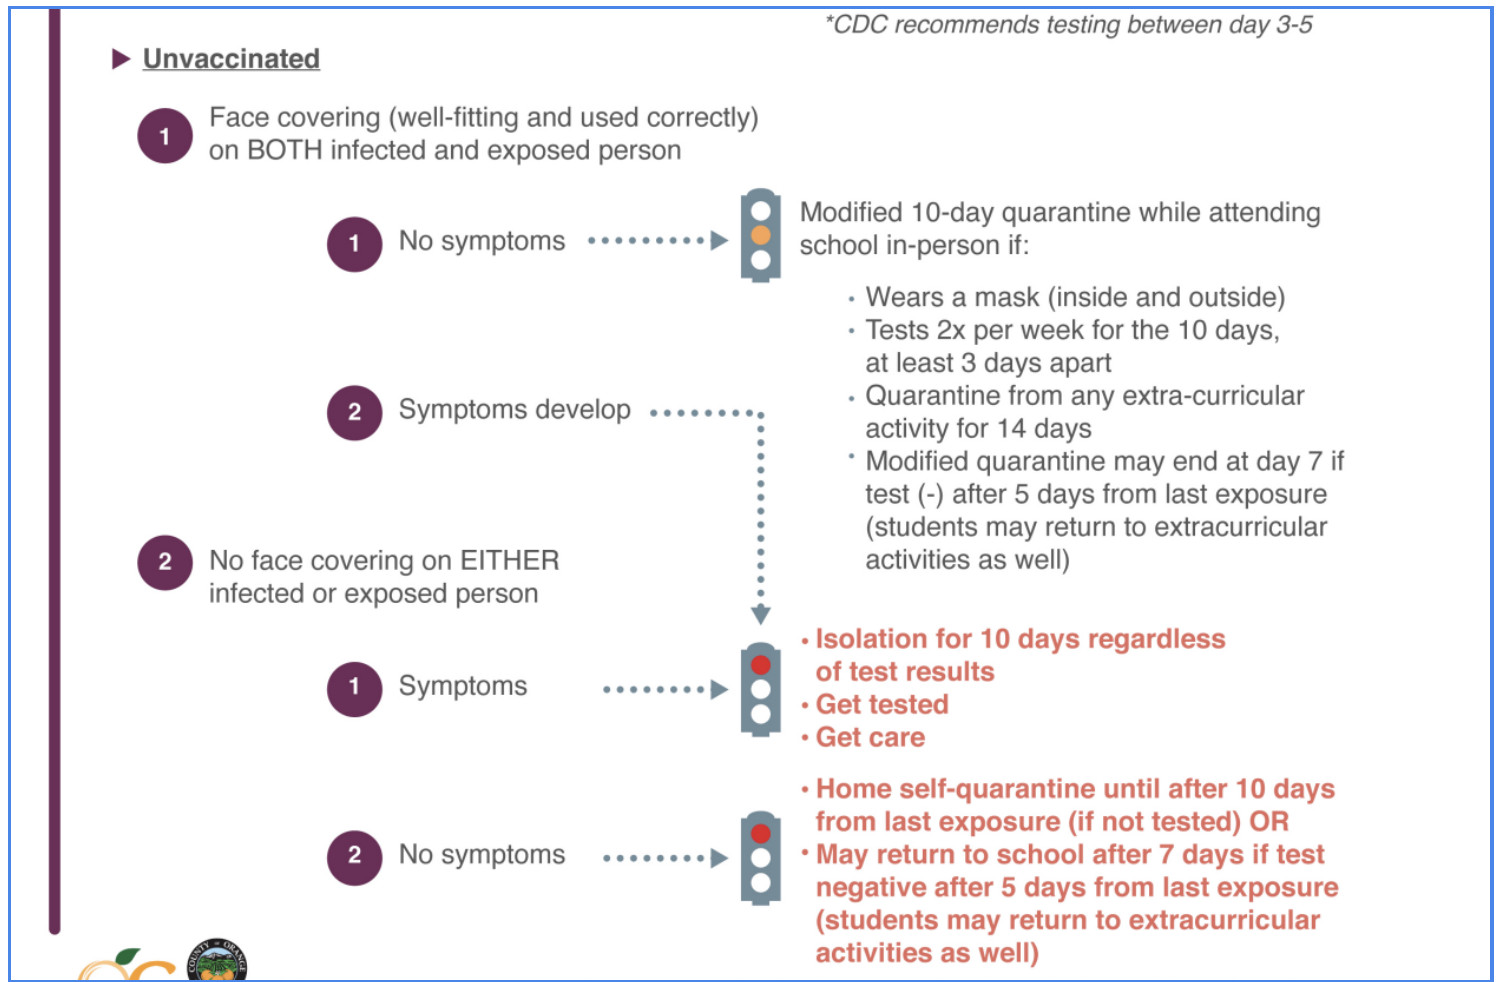 *CDC recommends testing between day 3-5
Unvaccinated
1
Face covering (well-fitting and used correctly)
on BOTH infected and exposed person
1
No symptoms
Modified 10-day quarantine while attending
school in-person if:
• Wears a mask (inside and outside)
• Tests 2x per week for the 10 days,
at least 3 days apart
• Quarantine from any extra-curricular
activity for 14 days
• Modified quarantine may end at day 7 if
test (-) after 5 days from last exposure
(students may return to extracurricular
activities as well)
2
Symptoms develop
2
No face covering on EITHER
infected or exposed person
1
Symptoms
• Isolation for 10 days regardless
of test results
• Get tested
• Get care
2
No symptoms
• Home self-quarantine until after 10 days
from last exposure (if not tested) OR
• May return to school after 7 days if test
negative after 5 days from last exposure
(students may return to extracurricular
activities as well)
COUNTY OF ORANGE